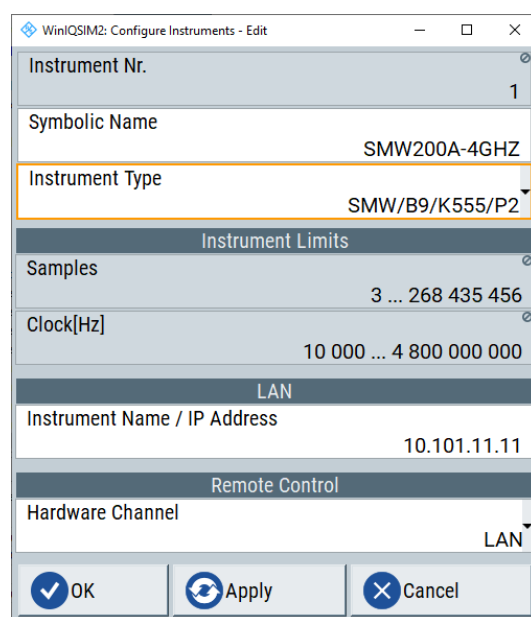 WinIQSIM2: Configure Instruments - Edit
Instrument Nr.
1
Symbolic Name
SMW200A-4GHZ
Instrument Type
SMW/B9/K555/P2
Instrument Limits
Samples
3 ... 268 435 456
Clock[Hz]
10 000 ... 4 800 000 000
LAN
Instrument Name / IP Address
10.101.11.11
Remote Control
Hardware Channel
LAN
OK Apply Cancel